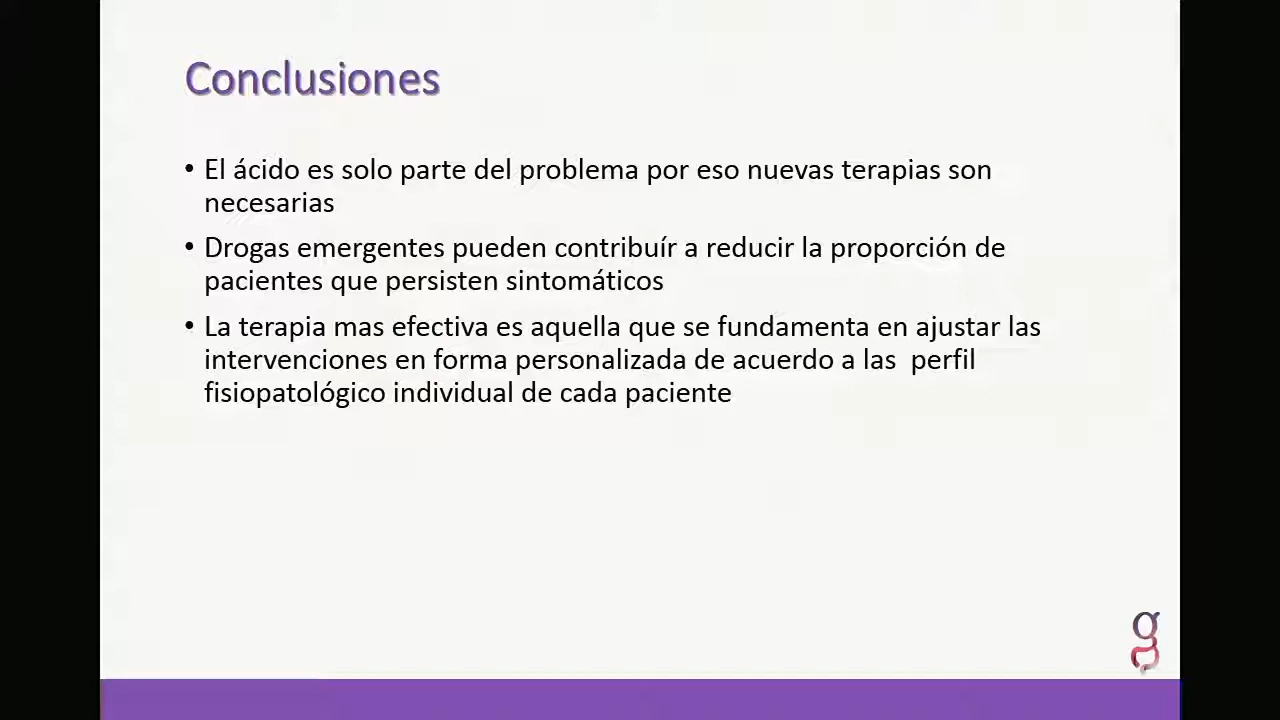 Conclusiones
• El ácido es solo parte del problema por eso nuevas terapias son
necesarias
• Drogas emergentes pueden contribuír a reducir la proporción de
pacientes que persisten sintomáticos
• La terapia mas efectiva es aquella que se fundamenta en ajustar las
intervenciones en forma personalizada de acuerdo a las  perfil
fisiopatológico individual de cada paciente
g